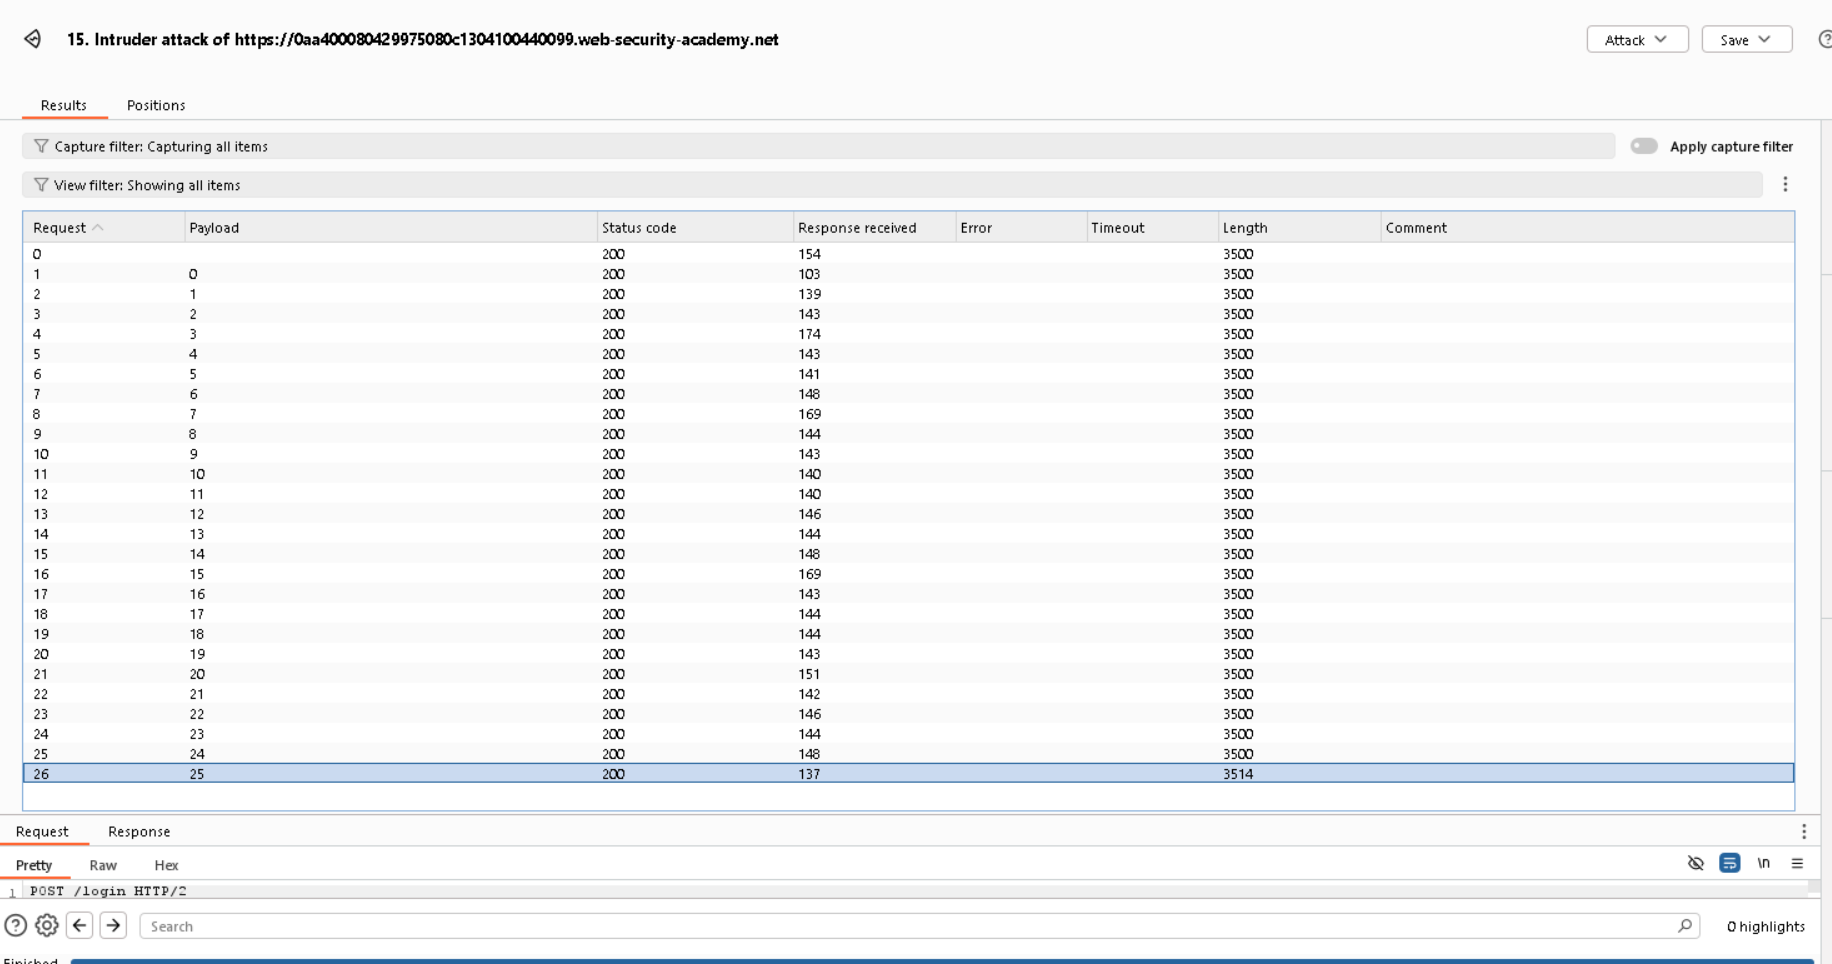 15. Intruder attack of https://0aa400080429975080c1304100440099.web-security-academy.net
Attack
Save
Results Positions
Capture filter: Capturing all items
Apply capture filter
View filter: Showing all items
Request Payload Status code Response received Error Timeout Length Comment
0 200 154 3500
1 0 200 103 3500
2 1 200 139 3500
3 2 200 143 3500
4 3 200 174 3500
5 4 200 143 3500
6 5 200 141 3500
7 6 200 148 3500
8 7 200 169 3500
9 8 200 144 3500
10 9 200 143 3500
11 10 200 140 3500
12 11 200 140 3500
13 12 200 146 3500
14 13 200 144 3500
15 14 200 148 3500
16 15 200 169 3500
17 16 200 143 3500
18 17 200 144 3500
19 18 200 144 3500
20 19 200 143 3500
21 20 200 151 3500
22 21 200 142 3500
23 22 200 146 3500
24 23 200 144 3500
25 24 200 148 3500
26 25 200 137 3514
Request Response
Pretty Raw Hex
\n
1 POST /login HTTP/2
Search
0 highlights
Finished